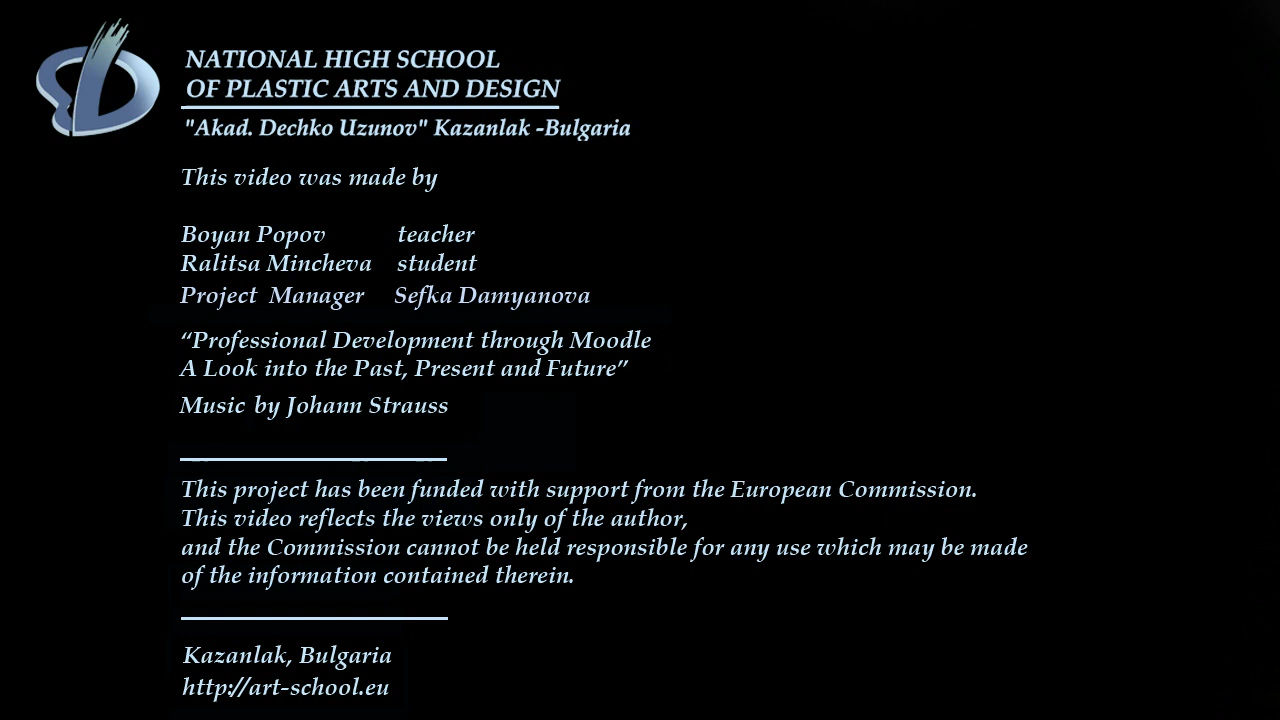 NATIONAL HIGH SCHOOL
OF PLASTIC ARTS AND DESIGN
"Akad. Dechko Uzunov" Kazanlak -Bulgaria
This video was made by
Boyan Popov teacher
Ralitsa Mincheva student
Project Manager Sefka Damyanova
“Professional Development through Moodle
A Look into the Past, Present and Future”
Music by Johann Strauss
This project has been funded with support from the European Commission.
This video reflects the views only of the author,
and the Commission cannot be held responsible for any use which may be made
of the information contained therein.
Kazanlak, Bulgaria
http://art-school.eu